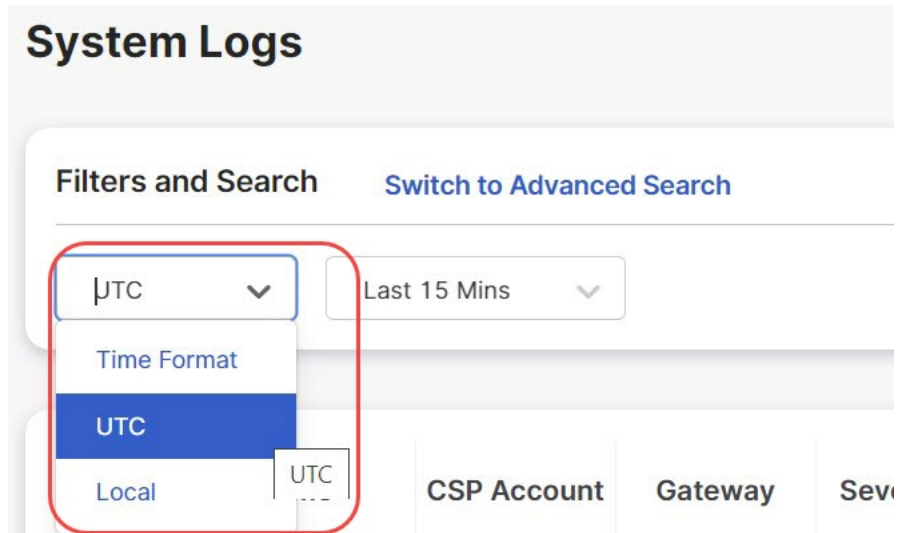 System Logs
Filters and Search Switch to Advanced Search
UTC Last 15 Mins
Time Format
UTC
Local UTC CSP Account Gateway